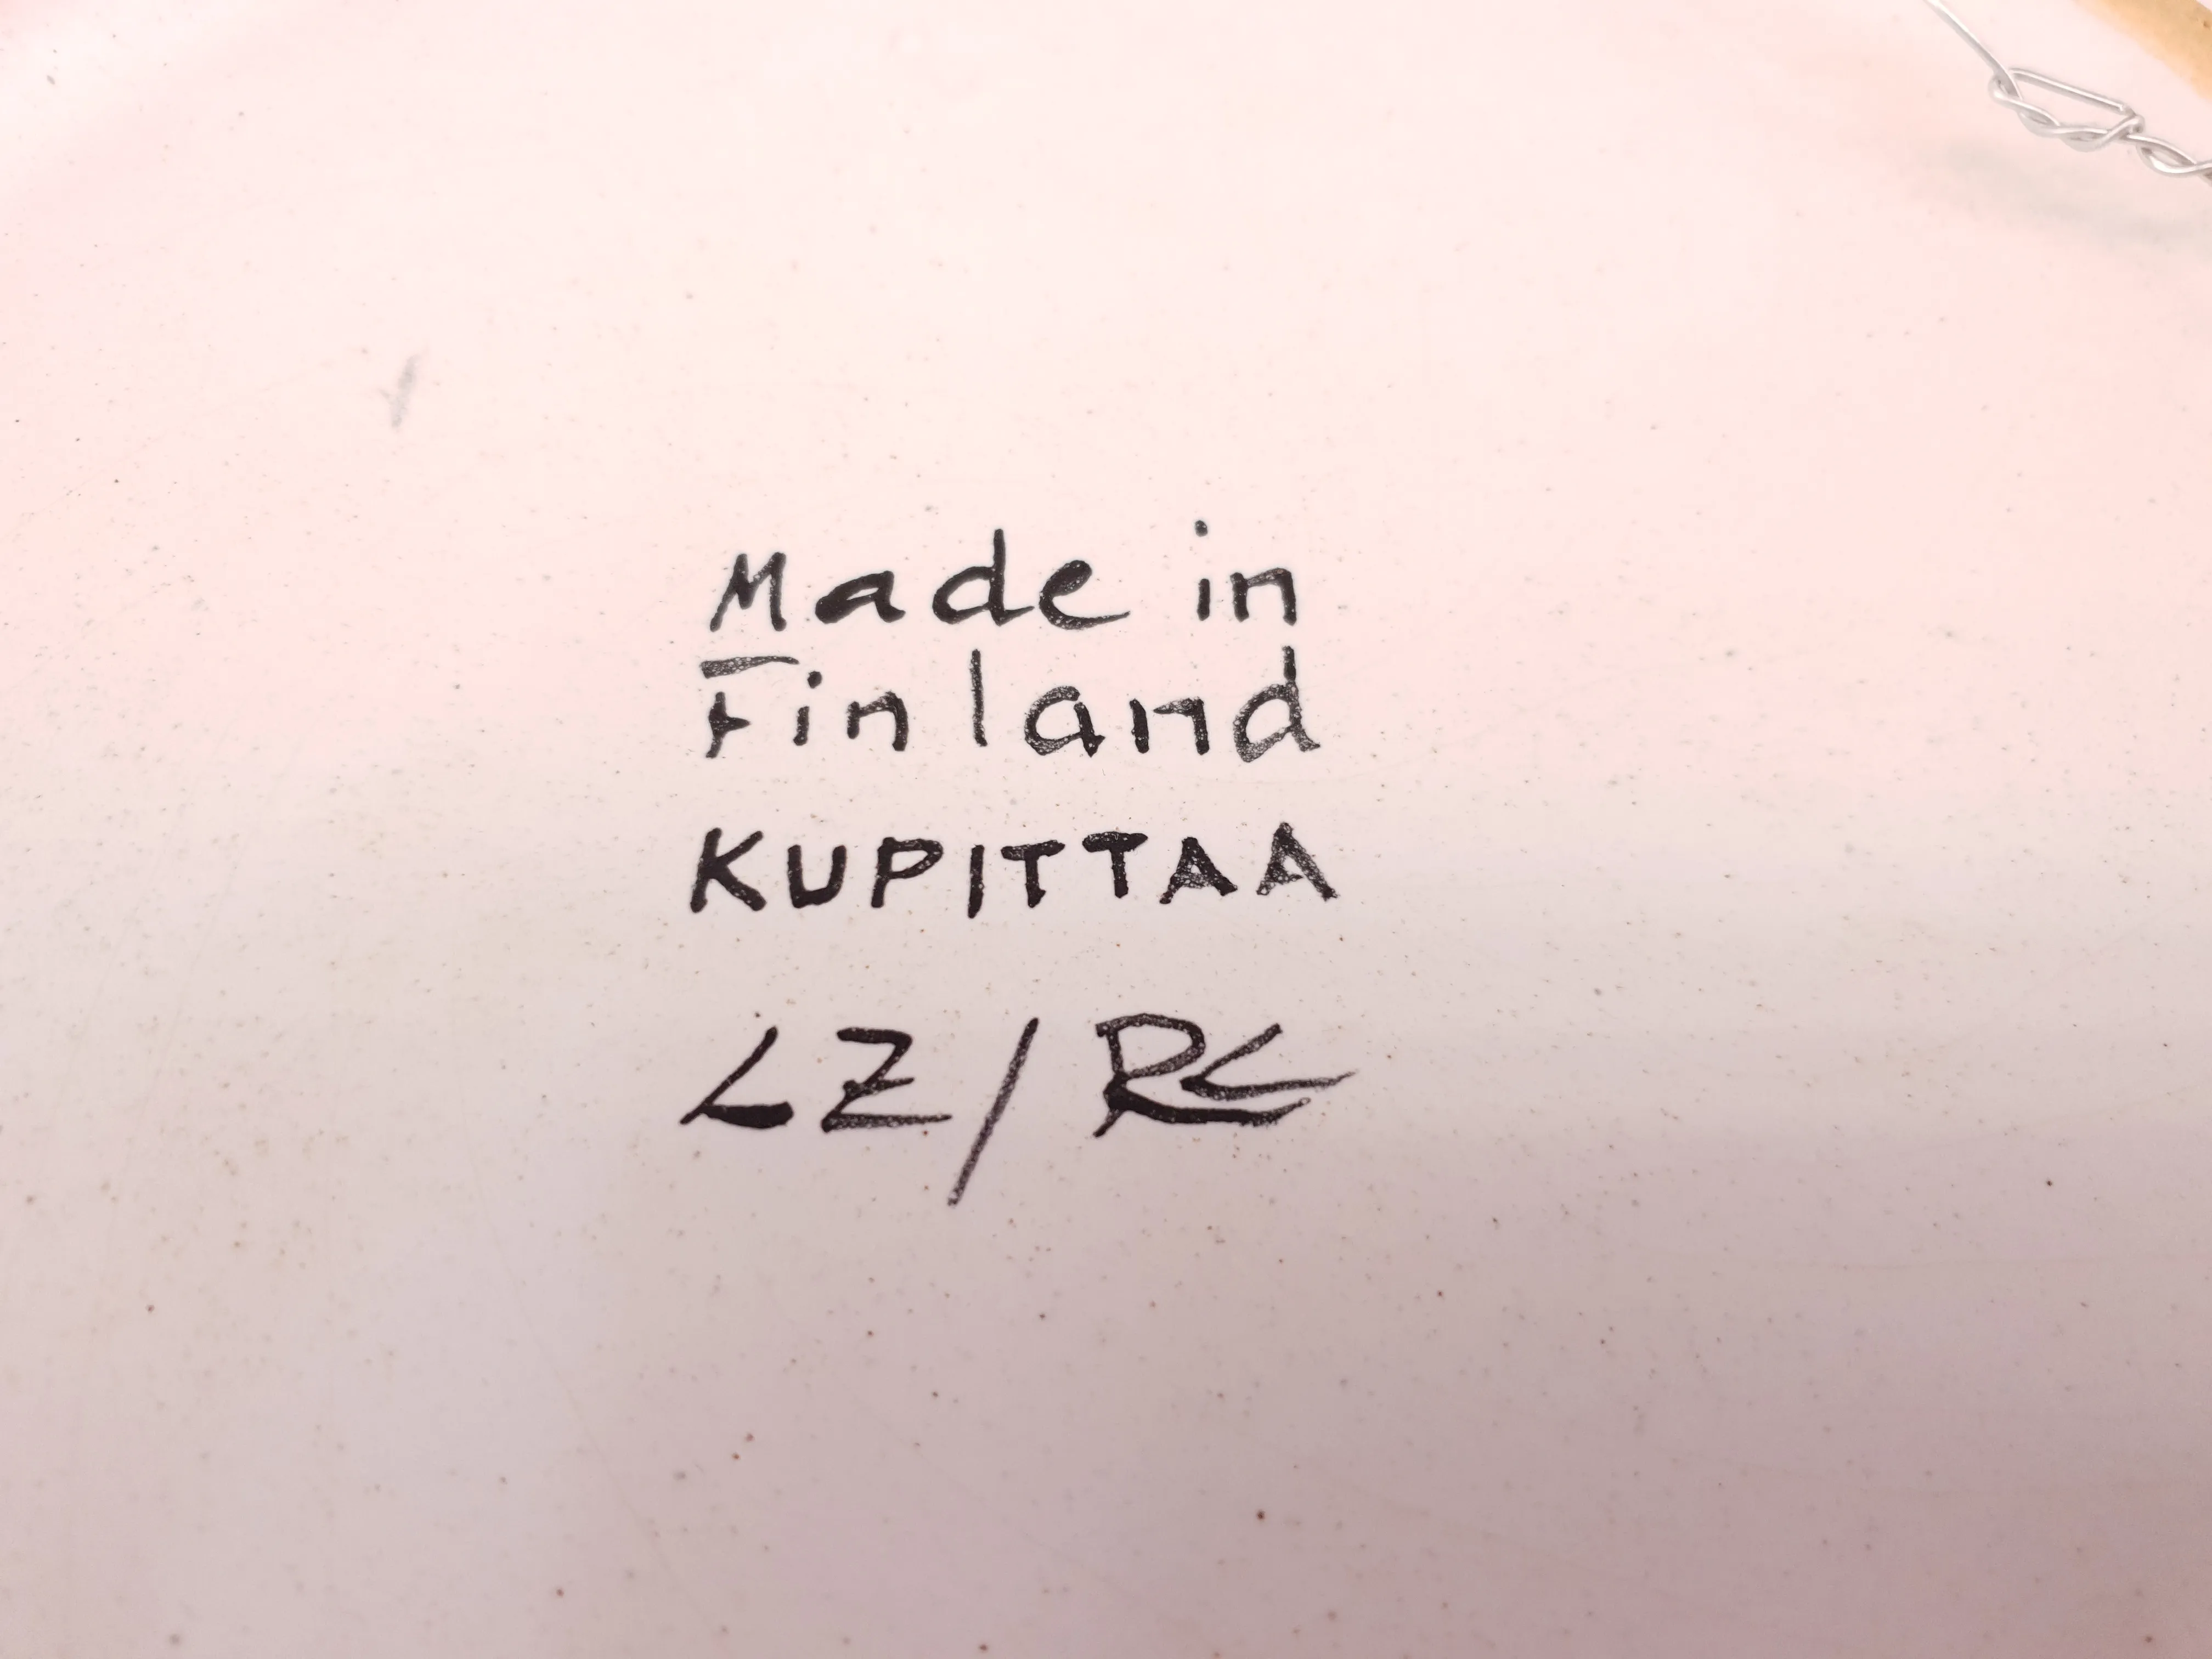 Made in
Finland
KUPITTAA
LZ/RL